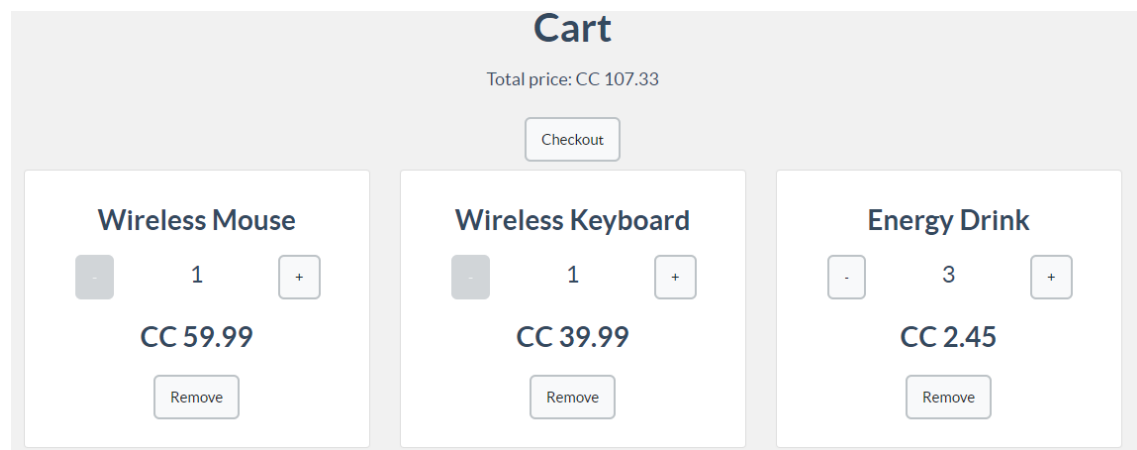 Cart
Total price: CC 107.33
Checkout
Wireless Mouse
- 1 +
CC 59.99
Remove
Wireless Keyboard
- 1 +
CC 39.99
Remove
Energy Drink
- 3 +
CC 2.45
Remove